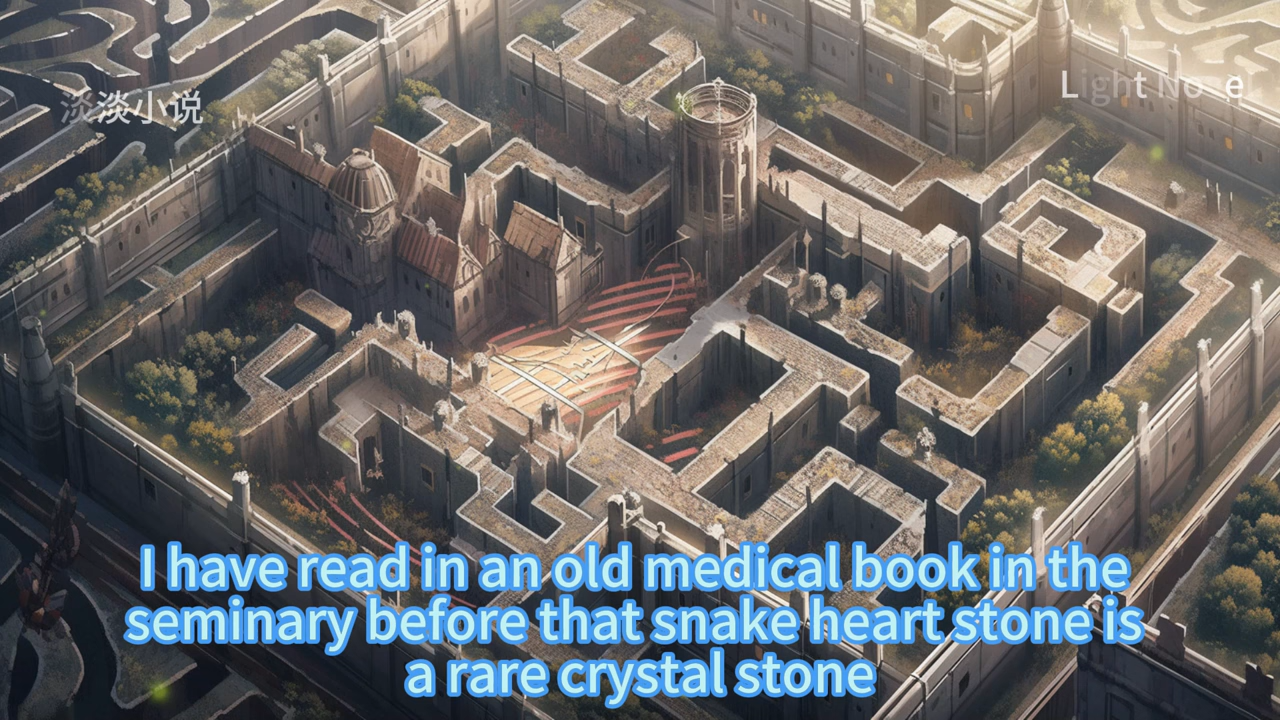 淡淡小说
Light Nove
I have read in an old medical book in the
seminary before that snake heart stone is
a rare crystal stone